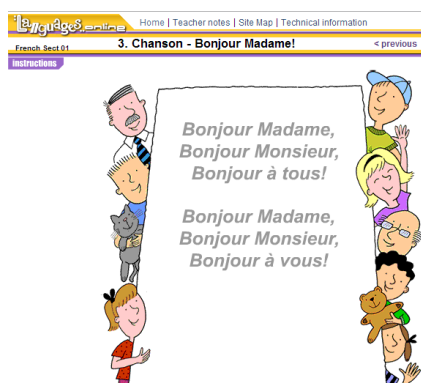 Languages online
Home | Teacher notes | Site Map | Technical information
French Sect 01
3. Chanson - Bonjour Madame!
< previous
Instructions
Bonjour Madame,
Bonjour Monsieur,
Bonjour à tous!
Bonjour Madame,
Bonjour Monsieur,
Bonjour à vous!